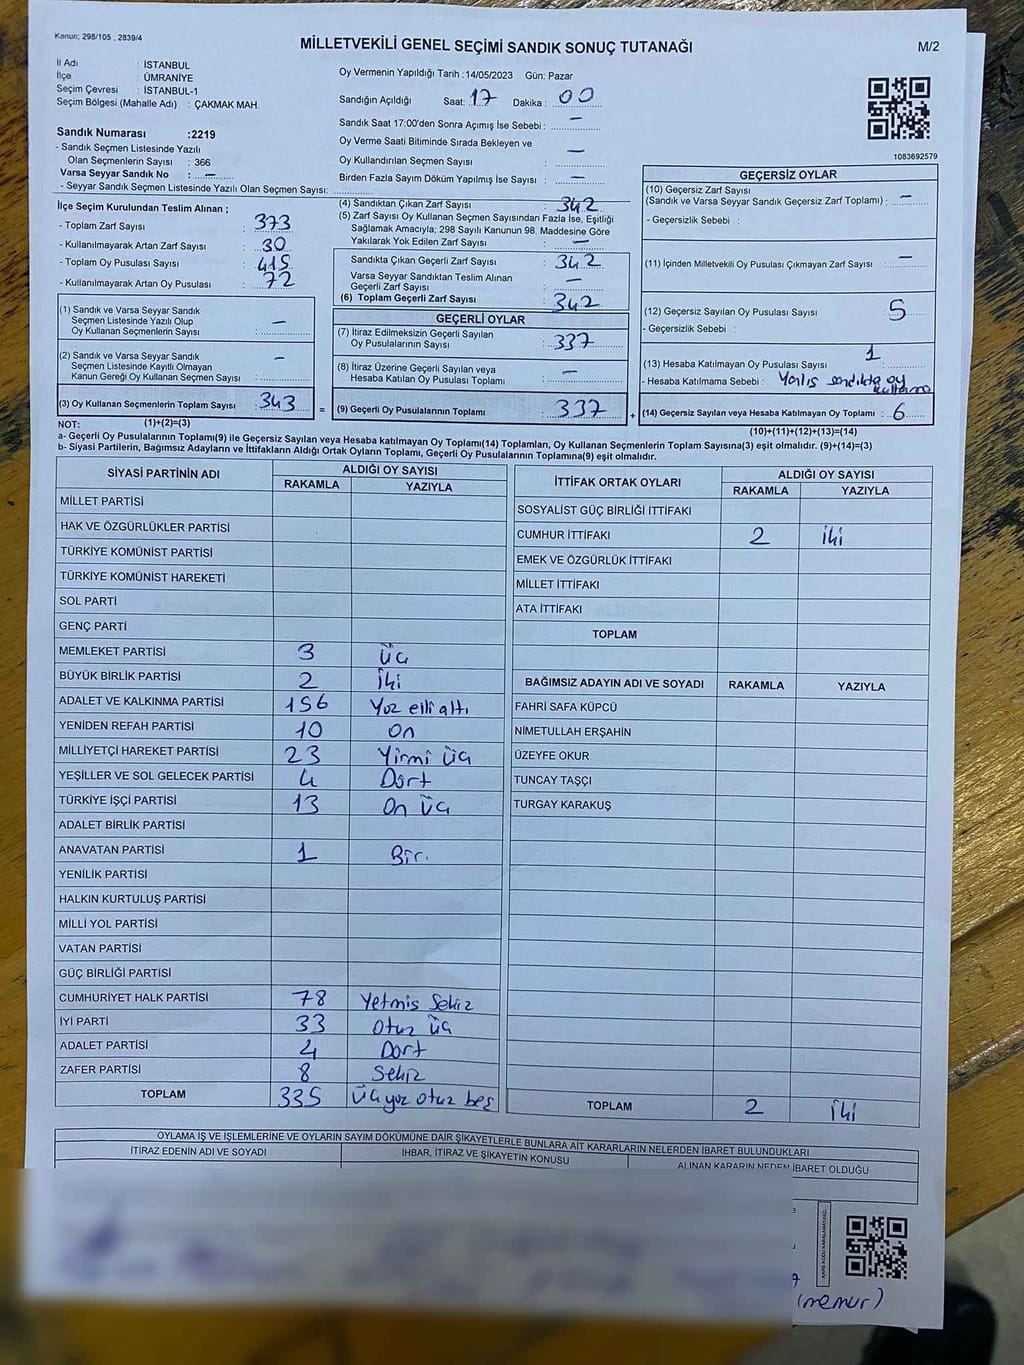 Kanun: 298/105 ; 2839/4
MİLLETVEKİLİ GENEL SEÇİMİ SANDIK SONUÇ TUTANAĞI
M/2
İl Adı : İSTANBUL
İlçe : ÜMRANİYE
Seçim Çevresi : İSTANBUL-1
Seçim Bölgesi (Mahalle Adı) : ÇAKMAK MAH.
Sandık Numarası :2219
- Sandık Seçmen Listesinde Yazılı
Olan Seçmenlerin Sayısı : 366
Varsa Seyyar Sandık No : —
- Seyyar Sandık Seçmen Listesinde Yazılı Olan Seçmen Sayısı:
Oy Vermenin Yapıldığı Tarih :14/05/2023 Gün: Pazar
Sandığın Açıldığı Saat: 17 Dakika : 00
Sandık Saat 17:00'den Sonra Açımış İse Sebebi : —
Oy Verme Saati Bitiminde Sırada Bekleyen ve
Oy Kullandırılan Seçmen Sayısı : —
Birden Fazla Sayım Döküm Yapılmış İse Sayısı : —
1083692579
İlçe Seçim Kurulundan Teslim Alınan ;
- Toplam Zarf Sayısı : 373
- Kullanılmayarak Artan Zarf Sayısı : 30
- Toplam Oy Pusulası Sayısı : 415
- Kullanılmayarak Artan Oy Pusulası : 72
(4) Sandıktan Çıkan Zarf Sayısı : 342
(5) Zarf Sayısı Oy Kullanan Seçmen Sayısından Fazla İse, Eşitliği
Sağlamak Amacıyla; 298 Sayılı Kanunun 98. Maddesine Göre
Yakılarak Yok Edilen Zarf Sayısı : —
Sandıkta Çıkan Geçerli Zarf Sayısı : 342
Varsa Seyyar Sandıktan Teslim Alınan
Geçerli Zarf Sayısı : —
(6) Toplam Geçerli Zarf Sayısı : 342
GEÇERSİZ OYLAR
(10) Geçersiz Zarf Sayısı
(Sandık ve Varsa Seyyar Sandık Geçersiz Zarf Toplamı) : —
- Geçersizlik Sebebi :
(11) İçinden Milletvekili Oy Pusulası Çıkmayan Zarf Sayısı : —
(12) Geçersiz Sayılan Oy Pusulası Sayısı : 5
- Geçersizlik Sebebi :
(13) Hesaba Katılmayan Oy Pusulası Sayısı : 1
- Hesaba Katılmama Sebebi : Yanlış sandıkta oy
kullanma
(14) Geçersiz Sayılan veya Hesaba Katılmayan Oy Toplamı : 6
(10)+(11)+(12)+(13)=(14)
(1) Sandık ve Varsa Seyyar Sandık
Seçmen Listesinde Yazılı Olup
Oy Kullanan Seçmenlerin Sayısı : —
(2) Sandık ve Varsa Seyyar Sandık
Seçmen Listesinde Kayıtlı Olmayan
Kanun Gereği Oy Kullanan Seçmen Sayısı : —
(3) Oy Kullanan Seçmenlerin Toplam Sayısı : 343 =
(1)+(2)=(3)
GEÇERLİ OYLAR
(7) İtiraz Edilmeksizin Geçerli Sayılan
Oy Pusulalarının Sayısı : 337
(8) İtiraz Üzerine Geçerli Sayılan veya
Hesaba Katılan Oy Pusulası Toplamı : —
(9) Geçerli Oy Pusulalarının Toplamı : 337 +
NOT:
a- Geçerli Oy Pusulalarının Toplamı(9) ile Geçersiz Sayılan veya Hesaba katılmayan Oy Toplamı(14) Toplamları, Oy Kullanan Seçmenlerin Toplam Sayısına(3) eşit olmalıdır. (9)+(14)=(3)
b- Siyasi Partilerin, Bağımsız Adayların ve İttifakların Aldığı Ortak Oyların Toplamı, Geçerli Oy Pusulalarının Toplamına(9) eşit olmalıdır.
SİYASİ PARTİNİN ADI ALDIĞI OY SAYISI
RAKAMLA YAZIYLA
MİLLET PARTİSİ
HAK VE ÖZGÜRLÜKLER PARTİSİ
TÜRKİYE KOMÜNİST PARTİSİ
TÜRKİYE KOMÜNİST HAREKETİ
SOL PARTİ
GENÇ PARTİ
MEMLEKET PARTİSİ 3 Üç
BÜYÜK BİRLİK PARTİSİ 2 İki
ADALET VE KALKINMA PARTİSİ 156 Yüz elli altı
YENİDEN REFAH PARTİSİ 10 On
MİLLİYETÇİ HAREKET PARTİSİ 23 Yirmi üç
YEŞİLLER VE SOL GELECEK PARTİSİ 4 Dört
TÜRKİYE İŞÇİ PARTİSİ 13 On üç
ADALET BİRLİK PARTİSİ
ANAVATAN PARTİSİ 1 Bir.
YENİLİK PARTİSİ
HALKIN KURTULUŞ PARTİSİ
MİLLİ YOL PARTİSİ
VATAN PARTİSİ
GÜÇ BİRLİĞİ PARTİSİ
CUMHURİYET HALK PARTİSİ 78 Yetmiş Sekiz
İYİ PARTİ 33 Otuz üç
ADALET PARTİSİ 4 Dört
ZAFER PARTİSİ 8 Sekiz
TOPLAM 335 Üçyüz otuz beş
İTTİFAK ORTAK OYLARI ALDIĞI OY SAYISI
RAKAMLA YAZIYLA
SOSYALİST GÜÇ BİRLİĞİ İTTİFAKI
CUMHUR İTTİFAKI 2 İki
EMEK VE ÖZGÜRLÜK İTTİFAKI
MİLLET İTTİFAKI
ATA İTTİFAKI
TOPLAM
BAĞIMSIZ ADAYIN ADI VE SOYADI RAKAMLA YAZIYLA
FAHRİ SAFA KÜPCÜ
NİMETULLAH ERŞAHİN
ÜZEYFE OKUR
TUNCAY TAŞÇI
TURGAY KARAKUŞ
TOPLAM 2 İki
OYLAMA İŞ VE İŞLEMLERİNE VE OYLARIN SAYIM DÖKÜMÜNE DAİR ŞİKAYETLERLE BUNLARA AİT KARARLARIN NELERDEN İBARET BULUNDUKLARI
İTİRAZ EDENİN ADI VE SOYADI İHBAR, İTİRAZ VE ŞİKAYETİN KONUSU ALINAN KARARIN NEDEN İBARET OLDUĞU
(memur)